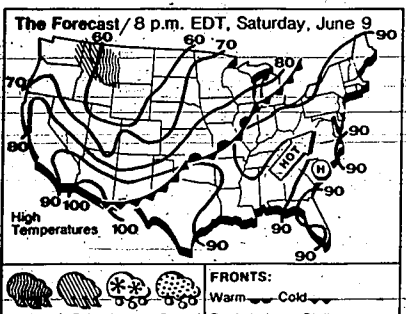 The Forecast / 8 p.m. EDT, Saturday, June 9
60
60
70
90
80
70
80
90
HOT
H
90
90
90
90 100
High
Temperatures
100
90
90
FRONTS:
Warm Cold